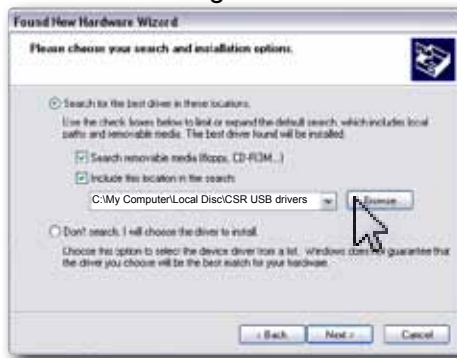 Found New Hardware Wizard
Please choose your search and installation options.
Search for the best driver in these locations.
Use the check boxes below to limit or expand the default search, which includes local
paths and removable media. The best driver found will be installed.
Search removable media (floppy, CD-ROM...)
Include this location in the search:
C:\My Computer\Local Disc\CSR USB drivers
Browse
Don't search. I will choose the driver to install.
Choose this option to select the device driver from a list. Windows does not guarantee that
the driver you choose will be the best match for your hardware.
< Back
Next >
Cancel